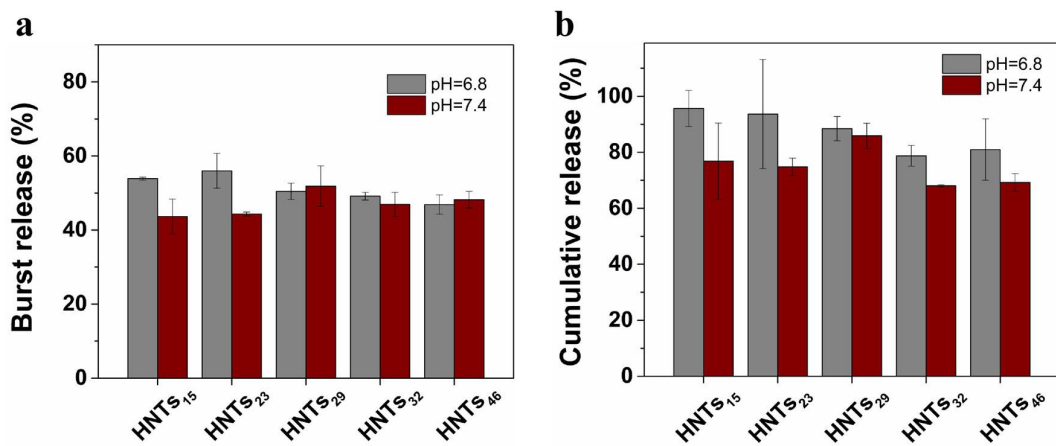 a
Burst release (%)
80
60
40
20
0
pH=6.8
pH=7.4
HNTs₁₅
HNTs₂₃
HNTs₂₉
HNTs₃₂
HNTs₄₆
b
Cumulative release (%)
100
80
60
40
20
0
pH=6.8
pH=7.4
HNTs₁₅
HNTs₂₃
HNTs₂₉
HNTs₃₂
HNTs₄₆